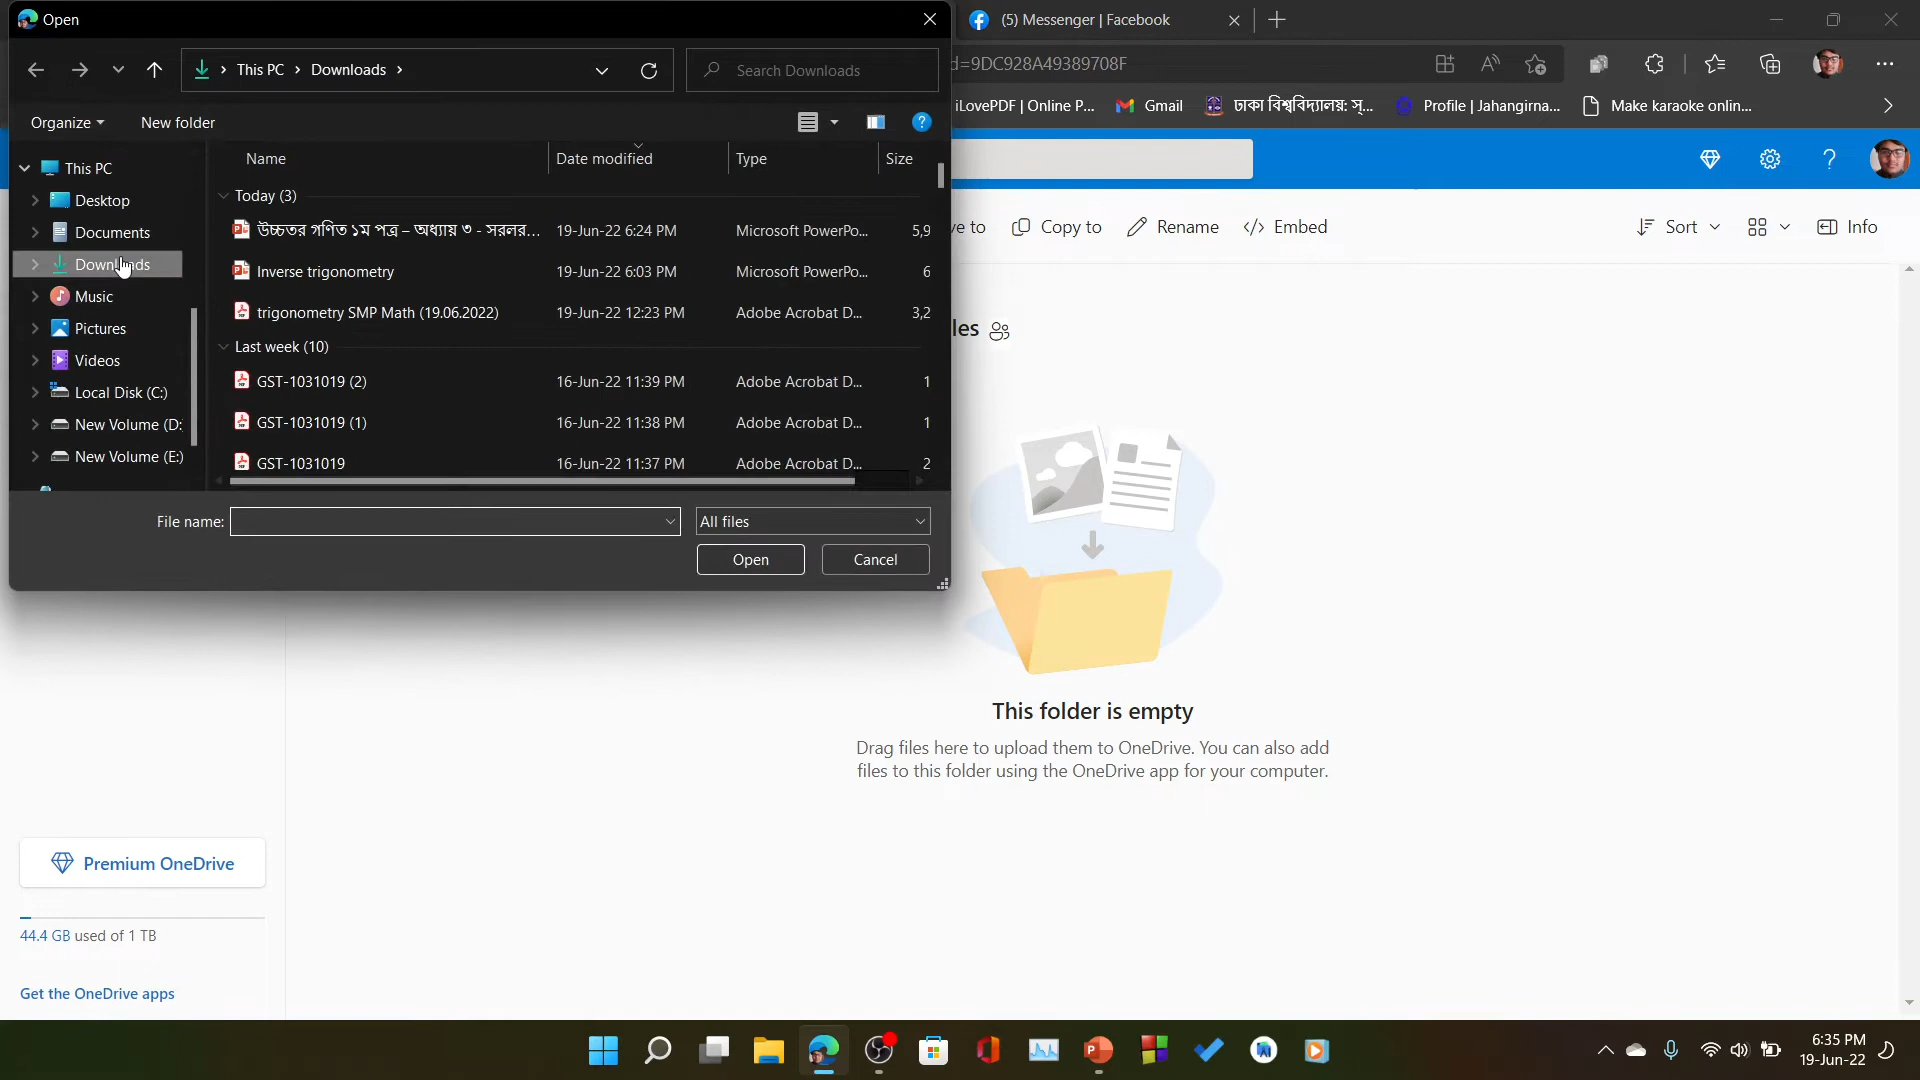 Open
(5) Messenger | Facebook
This PC > Downloads >
Search Downloads
d=9DC928A49389708F
Organize
New folder
iLovePDF | Online P...
Gmail
ঢাকা বিশ্ববিদ্যালয়: স্...
Profile | Jahangirna...
Make karaoke onlin...
Name
Date modified
Type
Size
This PC
Desktop
Documents
Downloads
Music
Pictures
Videos
Local Disk (C:)
New Volume (D:
New Volume (E:)
Today (3)
উচ্চতর গণিত ১ম পত্র – অধ্যায় ৩ - সরলর... 19-Jun-22 6:24 PM Microsoft PowerPo... 5,9
Inverse trigonometry 19-Jun-22 6:03 PM Microsoft PowerPo... 6
trigonometry SMP Math (19.06.2022) 19-Jun-22 12:23 PM Adobe Acrobat D... 3,2
Last week (10)
GST-1031019 (2) 16-Jun-22 11:39 PM Adobe Acrobat D... 1
GST-1031019 (1) 16-Jun-22 11:38 PM Adobe Acrobat D... 1
GST-1031019 16-Jun-22 11:37 PM Adobe Acrobat D... 2
File name:
All files
Open
Cancel
ve to
Copy to
Rename
</> Embed
Sort
Info
les
This folder is empty
Drag files here to upload them to OneDrive. You can also add
files to this folder using the OneDrive app for your computer.
Premium OneDrive
44.4 GB used of 1 TB
Get the OneDrive apps
6:35 PM
19-Jun-22